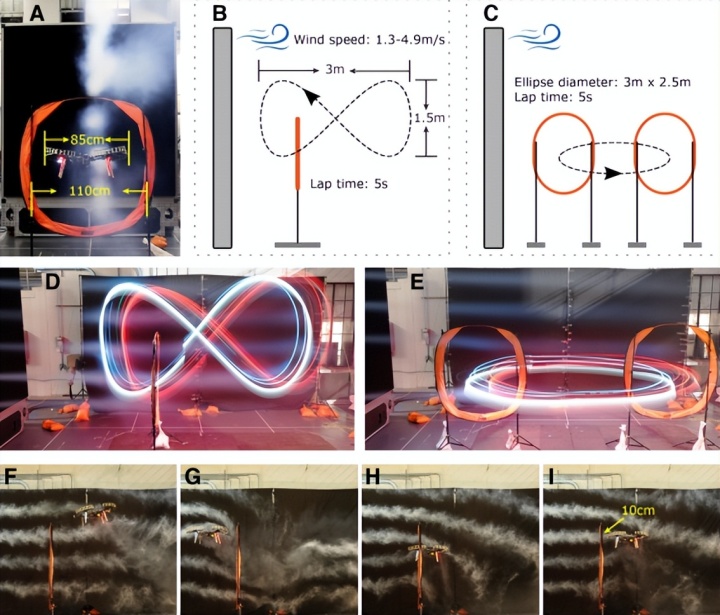 A
85cm
110cm
B
Wind speed: 1.3-4.9m/s
3m
1.5m
Lap time: 5s
C
Ellipse diameter: 3m x 2.5m
Lap time: 5s
D
E
F
G
H
I
10cm